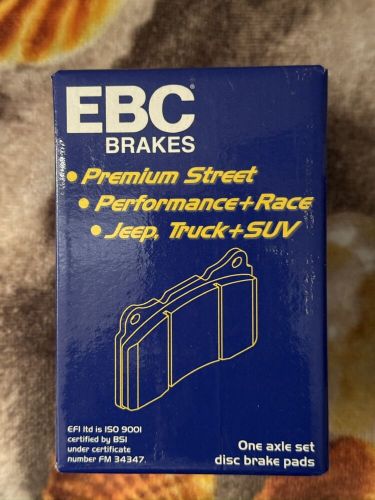 EBC
BRAKES
• Premium Street
• Performance+Race
• Jeep, Truck+SUV
EFI ltd is ISO 9001
certified by BSI
under certificate
number FM 34347.
One axle set
disc brake pads